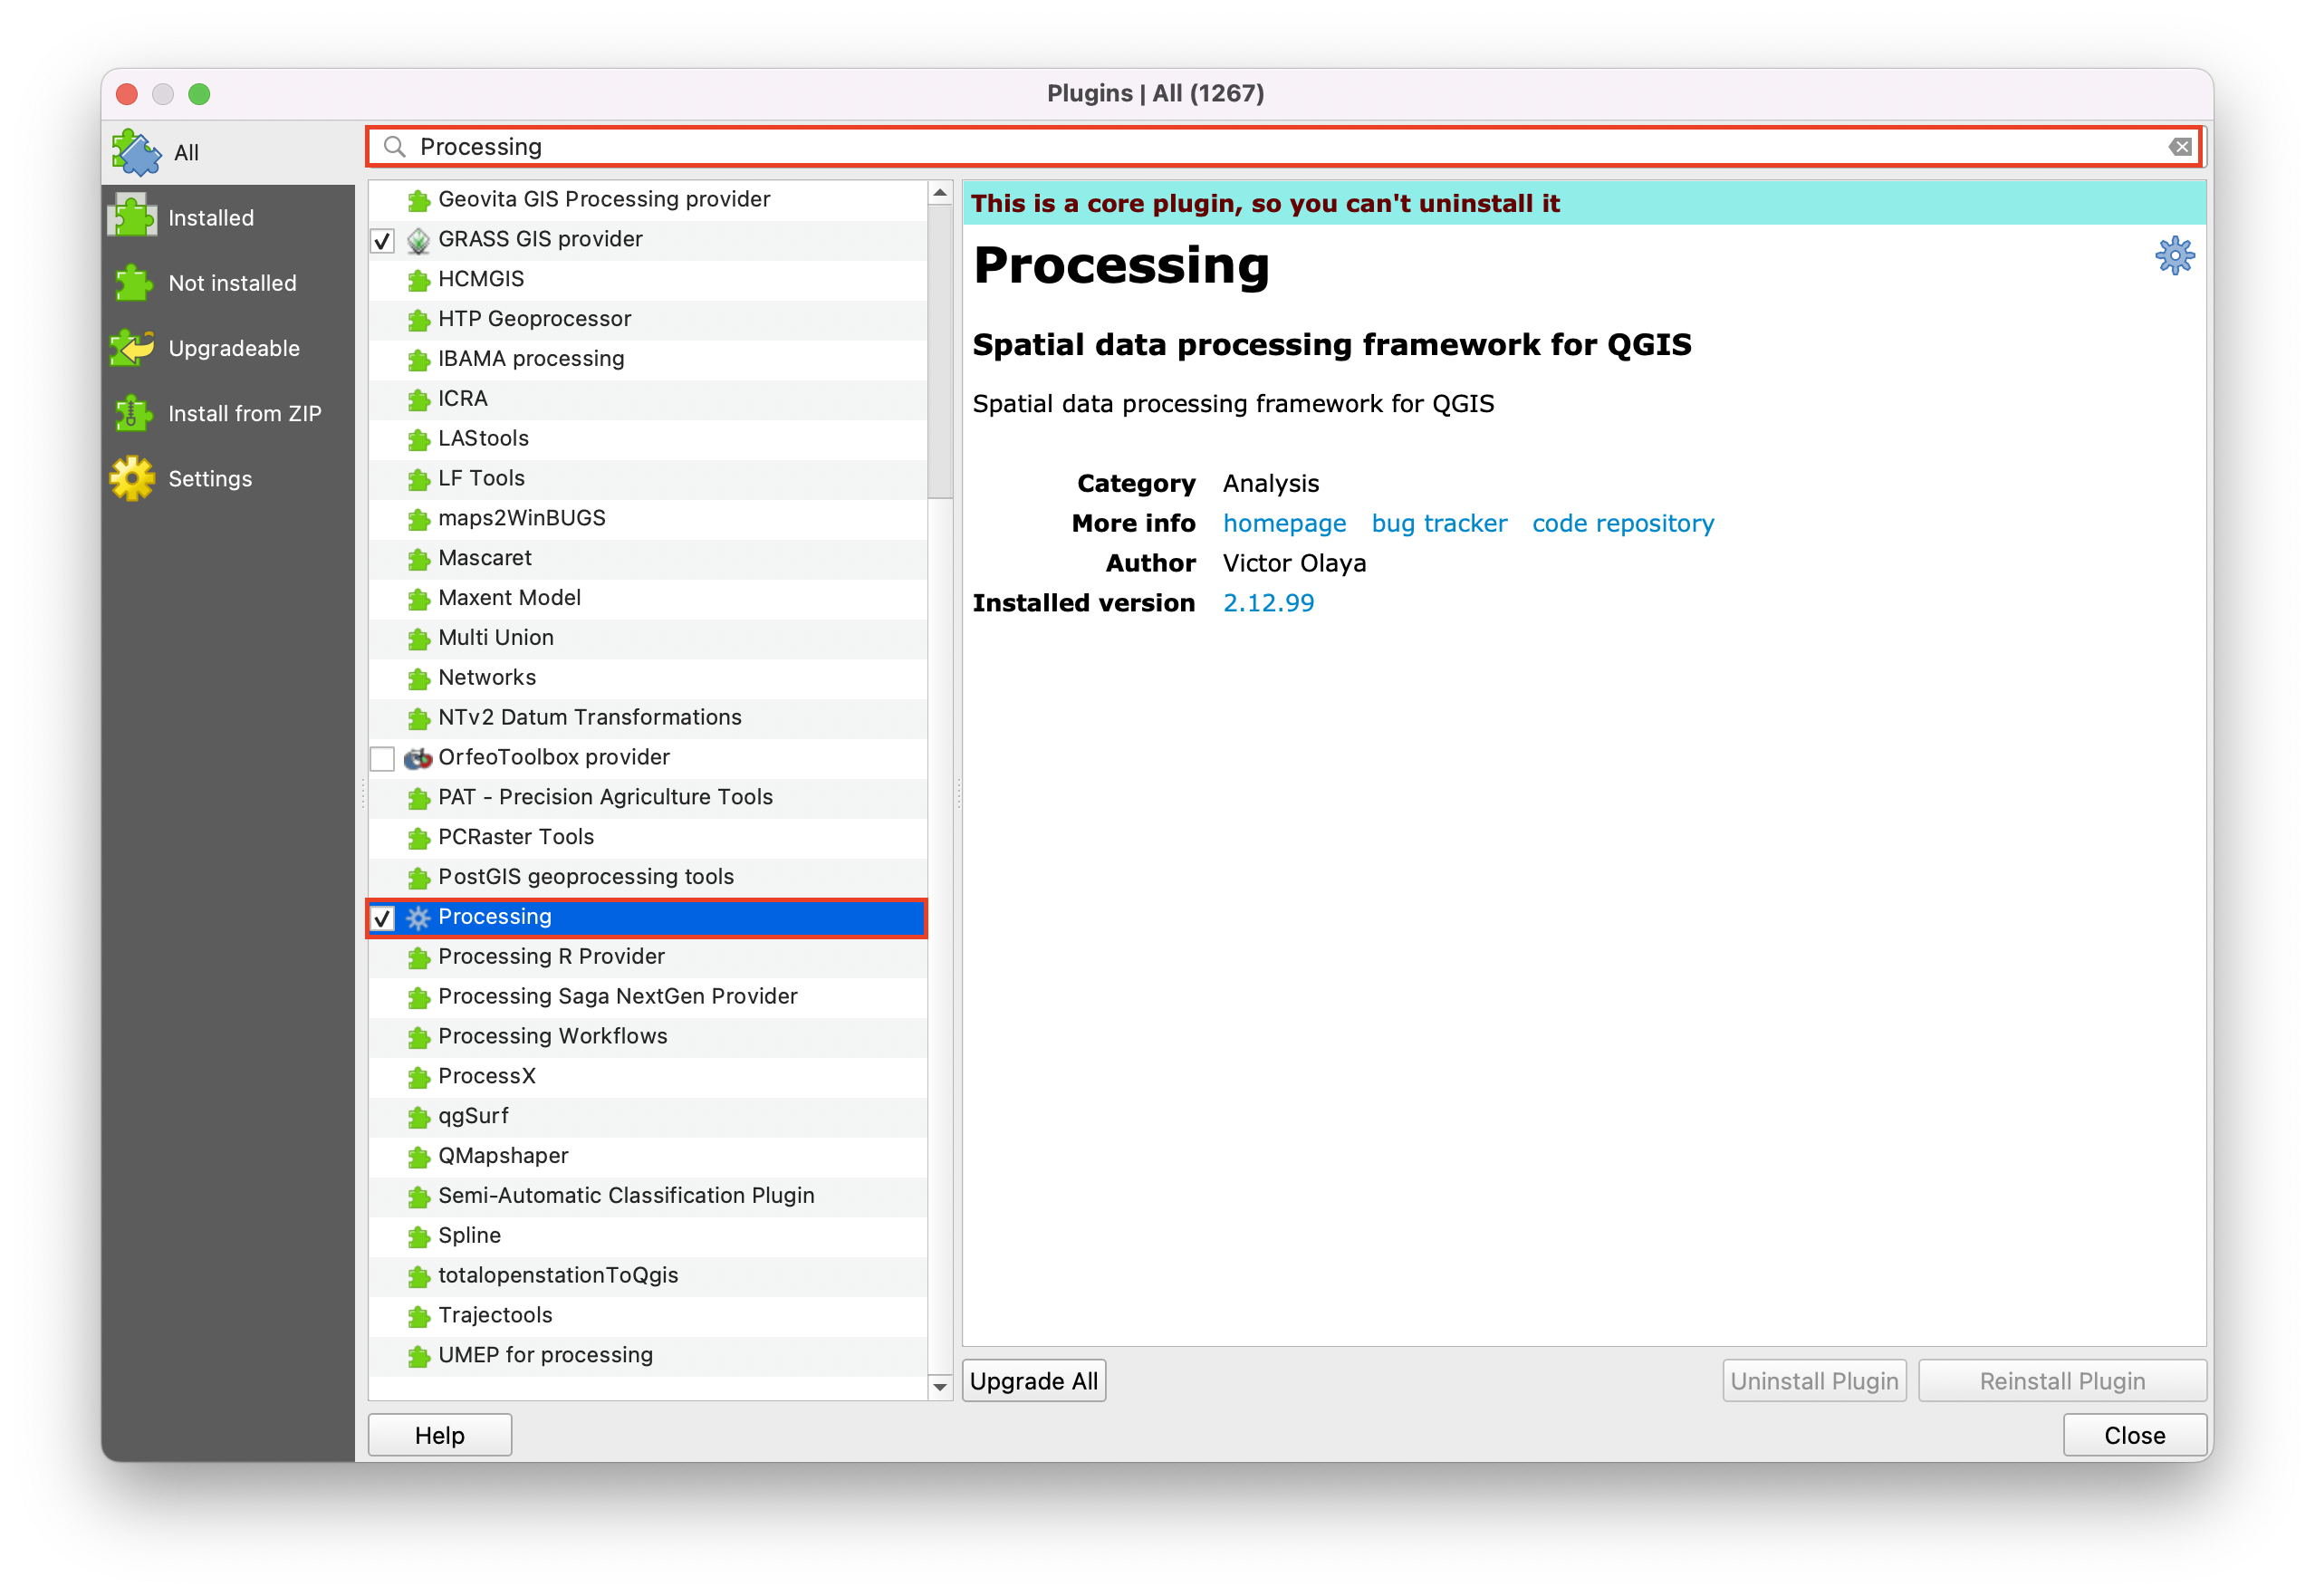 Plugins | All (1267)
All
Installed
Not installed
Upgradeable
Install from ZIP
Settings
Processing
Geovita GIS Processing provider
GRASS GIS provider
HCMGIS
HTP Geoprocessor
IBAMA processing
ICRA
LAStools
LF Tools
maps2WinBUGS
Mascaret
Maxent Model
Multi Union
Networks
NTv2 Datum Transformations
OrfeoToolbox provider
PAT - Precision Agriculture Tools
PCRaster Tools
PostGIS geoprocessing tools
Processing
Processing R Provider
Processing Saga NextGen Provider
Processing Workflows
ProcessX
qgSurf
QMapshaper
Semi-Automatic Classification Plugin
Spline
totalopenstationToQgis
Trajectools
UMEP for processing
This is a core plugin, so you can't uninstall it
Processing
Spatial data processing framework for QGIS
Spatial data processing framework for QGIS
Category Analysis
More info homepage bug tracker code repository
Author Victor Olaya
Installed version 2.12.99
Upgrade All Uninstall Plugin Reinstall Plugin
Help Close